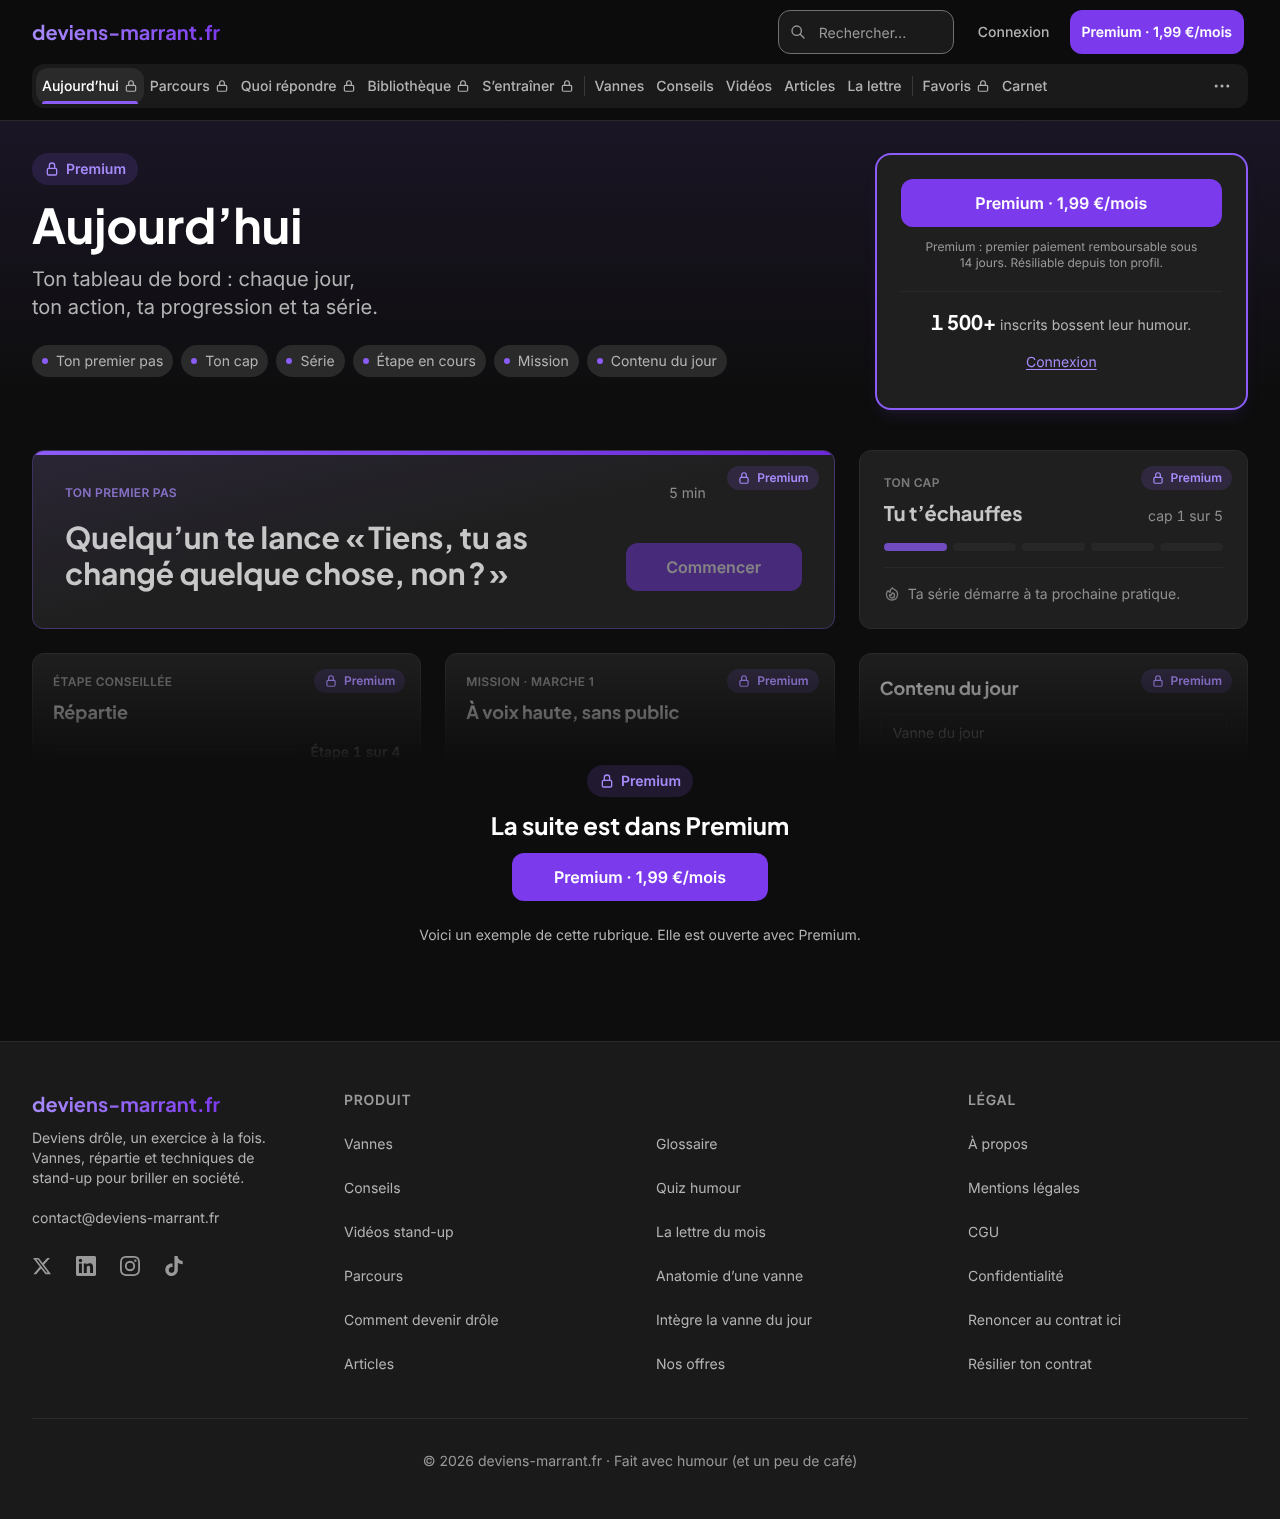 deviens-marrant.fr
Rechercher...
Connexion
Premium · 1,99 €/mois
Aujourd’hui
Parcours
Quoi répondre
Bibliothèque
S’entraîner
Vannes
Conseils
Vidéos
Articles
La lettre
Favoris
Carnet
Premium
Aujourd’hui
Ton tableau de bord : chaque jour,
ton action, ta progression et ta série.
Ton premier pas
Ton cap
Série
Étape en cours
Mission
Contenu du jour
Premium · 1,99 €/mois
Premium : premier paiement remboursable sous
14 jours. Résiliable depuis ton profil.
1 500+ inscrits bossent leur humour.
Connexion
TON PREMIER PAS
5 min
Premium
Quelqu’un te lance « Tiens, tu as
changé quelque chose, non ? »
Commencer
TON CAP
Premium
Tu t’échauffes
cap 1 sur 5
Ta série démarre à ta prochaine pratique.
ÉTAPE CONSEILLÉE
Premium
Répartie
Étape 1 sur 4
MISSION · MARCHE 1
Premium
À voix haute, sans public
Contenu du jour
Premium
Vanne du jour
Premium
La suite est dans Premium
Premium · 1,99 €/mois
Voici un exemple de cette rubrique. Elle est ouverte avec Premium.
deviens-marrant.fr
Deviens drôle, un exercice à la fois.
Vannes, répartie et techniques de
stand-up pour briller en société.
contact@deviens-marrant.fr
PRODUIT
Vannes
Conseils
Vidéos stand-up
Parcours
Comment devenir drôle
Articles
Glossaire
Quiz humour
La lettre du mois
Anatomie d’une vanne
Intègre la vanne du jour
Nos offres
LÉGAL
À propos
Mentions légales
CGU
Confidentialité
Renoncer au contrat ici
Résilier ton contrat
© 2026 deviens-marrant.fr · Fait avec humour (et un peu de café)